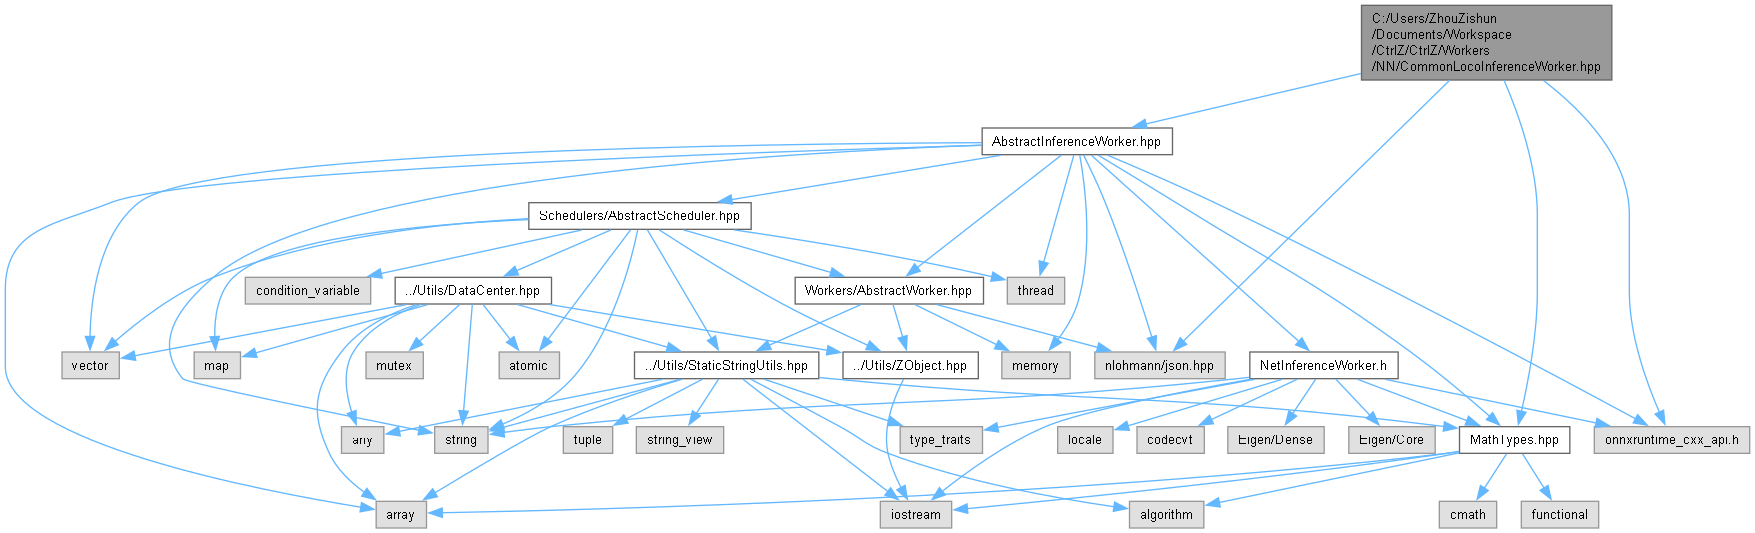 C:/Users/ZhouZishun
/Documents/Workspace
/CtrlZ/CtrlZ/Workers
/NN/CommonLocoInferenceWorker.hpp
AbstractInferenceWorker.hpp
Schedulers/AbstractScheduler.hpp
condition_variable
../Utils/DataCenter.hpp
Workers/AbstractWorker.hpp
thread
vector
map
mutex
atomic
../Utils/StaticStringUtils.hpp
../Utils/ZObject.hpp
memory
nlohmann/json.hpp
NetInferenceWorker.h
any
string
tuple
string_view
type_traits
locale
codecvt
Eigen/Dense
Eigen/Core
MathTypes.hpp
onnxruntime_cxx_api.h
array
iostream
algorithm
cmath
functional